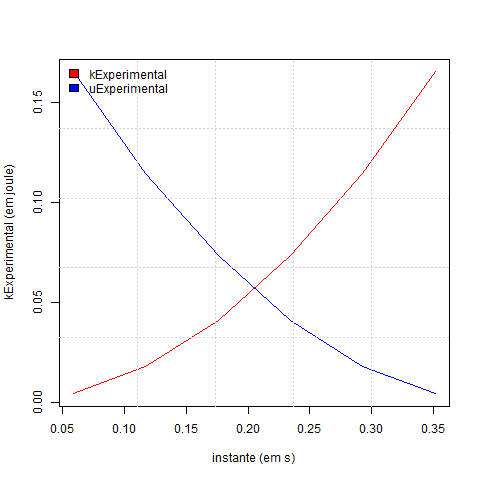 kExperimental
uExperimental
kExperimental (em joule)
0.15
0.10
0.05
0.00
0.05 0.10 0.15 0.20 0.25 0.30 0.35
instante (em s)